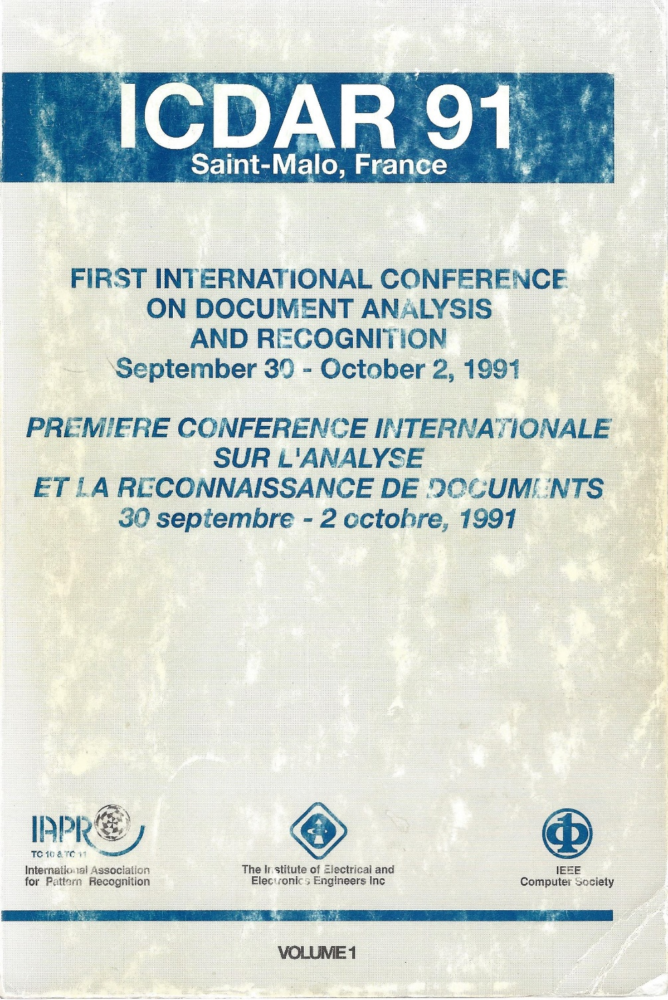 ICDAR 91
Saint-Malo, France
FIRST INTERNATIONAL CONFERENCE
ON DOCUMENT ANALYSIS
AND RECOGNITION
September 30 - October 2, 1991
PREMIERE CONFERENCE INTERNATIONALE
SUR L'ANALYSE
ET LA RECONNAISSANCE DE DOCUMENTS
30 septembre - 2 octobre, 1991
IAPR
TC 10 & TC 11
International Association
for Pattern Recognition
The Institute of Electrical and
Electronics Engineers Inc
IEEE
Computer Society
VOLUME 1